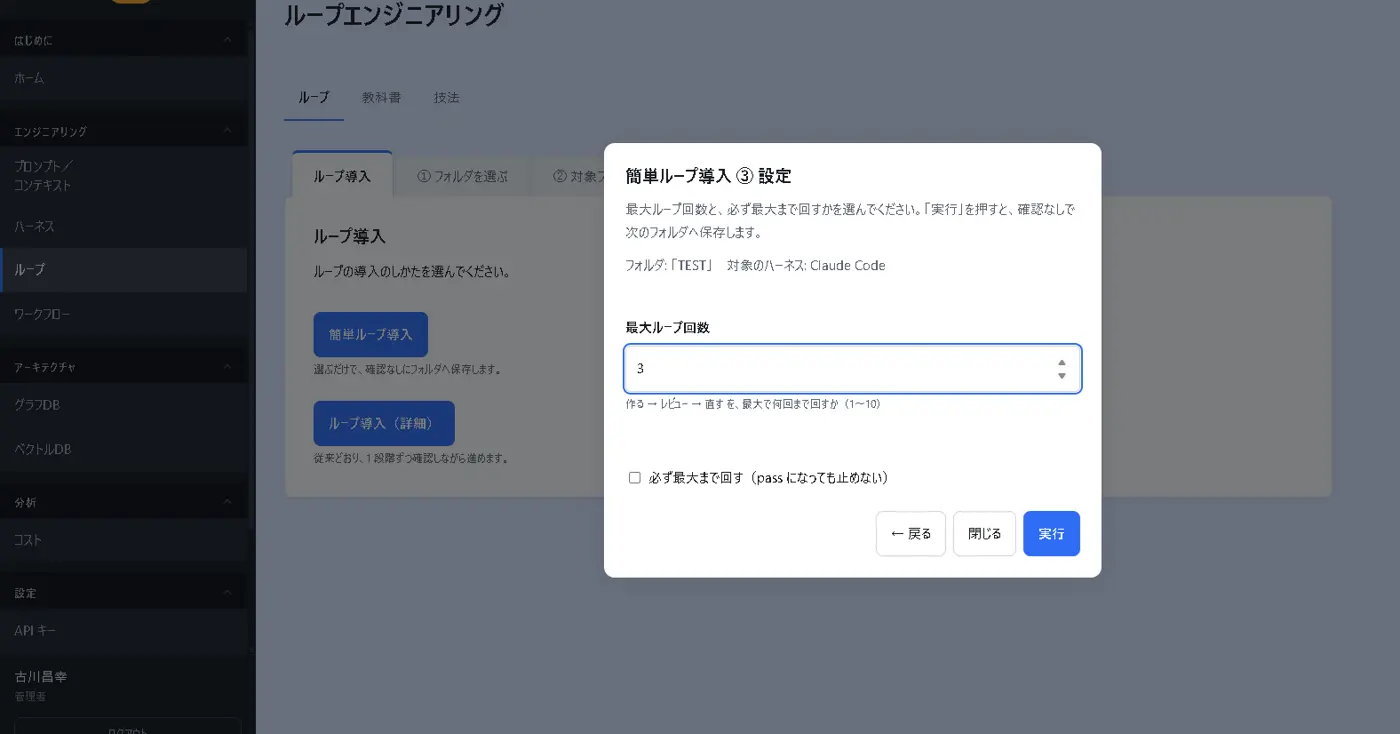 はじめに
ホーム
エンジニアリング
プロンプト／
コンテキスト
ハーネス
ループ
ワークフロー
アーキテクチャ
グラフDB
ベクトルDB
分析
コスト
設定
API キー
古川昌幸
管理者
ログアウト
ループエンジニアリング
ループ 教科書 技法
ループ導入 ① フォルダを選ぶ ② 対象フ
ループ導入
ループの導入のしかたを選んでください。
簡単ループ導入
選ぶだけで、確認なしにフォルダへ保存します。
ループ導入（詳細）
従来どおり、1 段階ずつ確認しながら進めます。
簡単ループ導入 ③ 設定
最大ループ回数と、必ず最大まで回すかを選んでください。「実行」を押すと、確認なしで
次のフォルダへ保存します。
フォルダ: 「TEST」 対象のハーネス: Claude Code
最大ループ回数
3
作る → レビュー → 直す を、最大で何回まで回すか（1〜10）
必ず最大まで回す（pass になっても止めない）
← 戻る 閉じる 実行